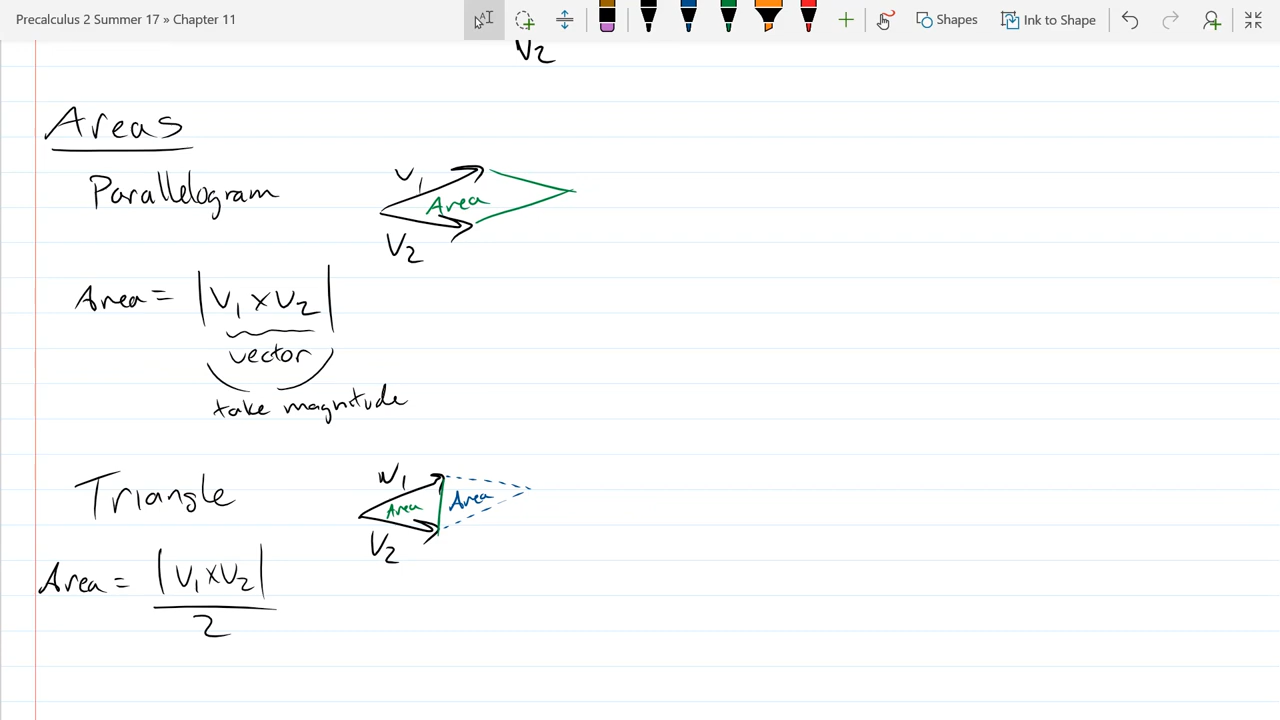 Precalculus 2 Summer 17 » Chapter 11
Shapes
Ink to Shape
V2
Areas
Parallelogram
V1
Area
V2
Area = |V1 × V2|
vector
take magnitude
Triangle
V1
Area
Area
V2
Area = |V1 × V2|
2